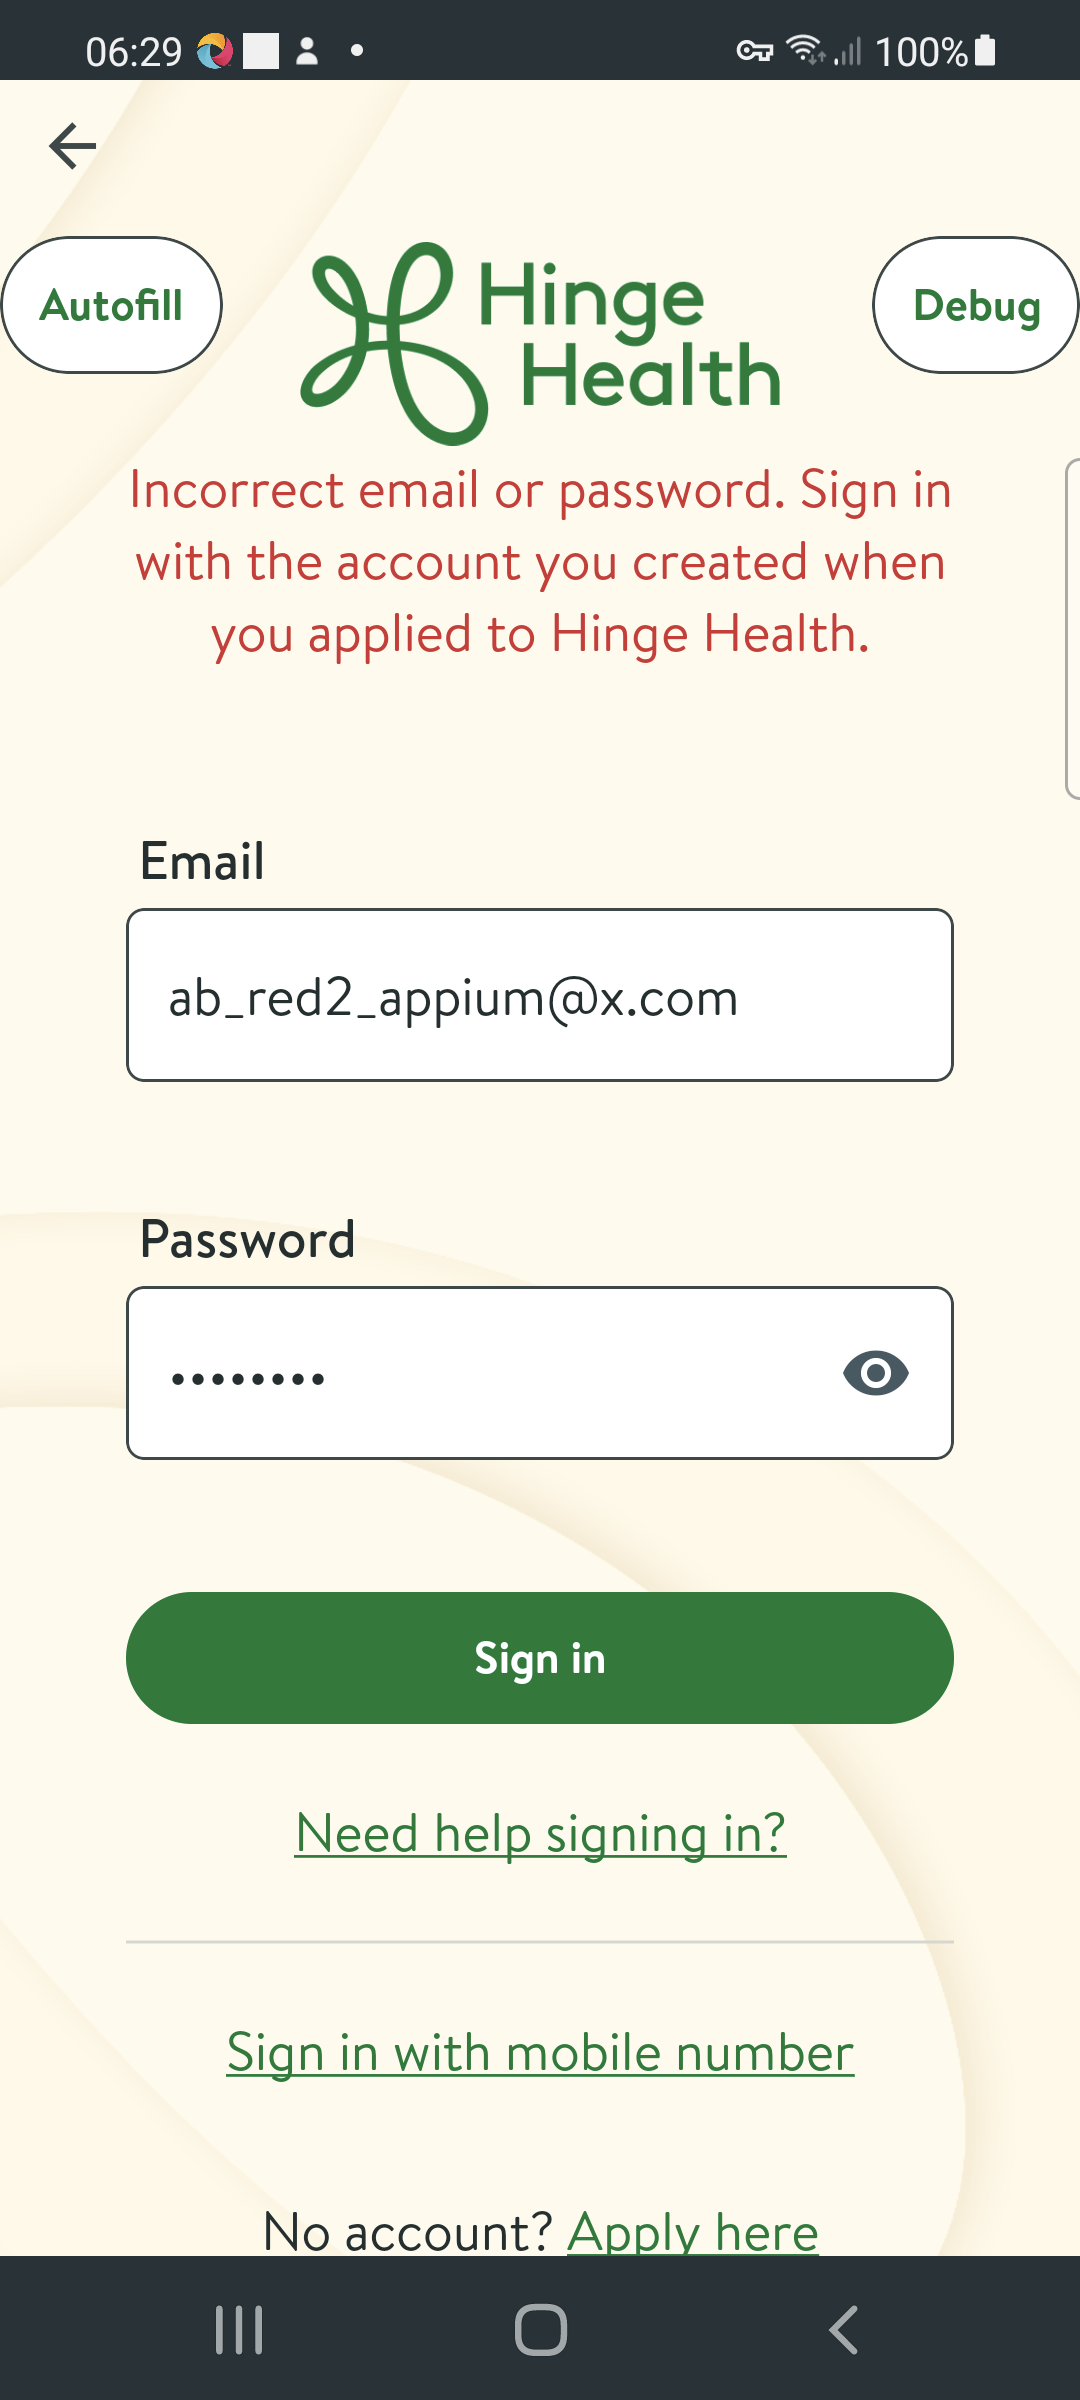 06:29
100%
Autofill
Hinge
Health
Debug
Incorrect email or password. Sign in
with the account you created when
you applied to Hinge Health.
Email
ab_red2_appium@x.com
Password
••••••••
Sign in
Need help signing in?
Sign in with mobile number
No account? Apply here